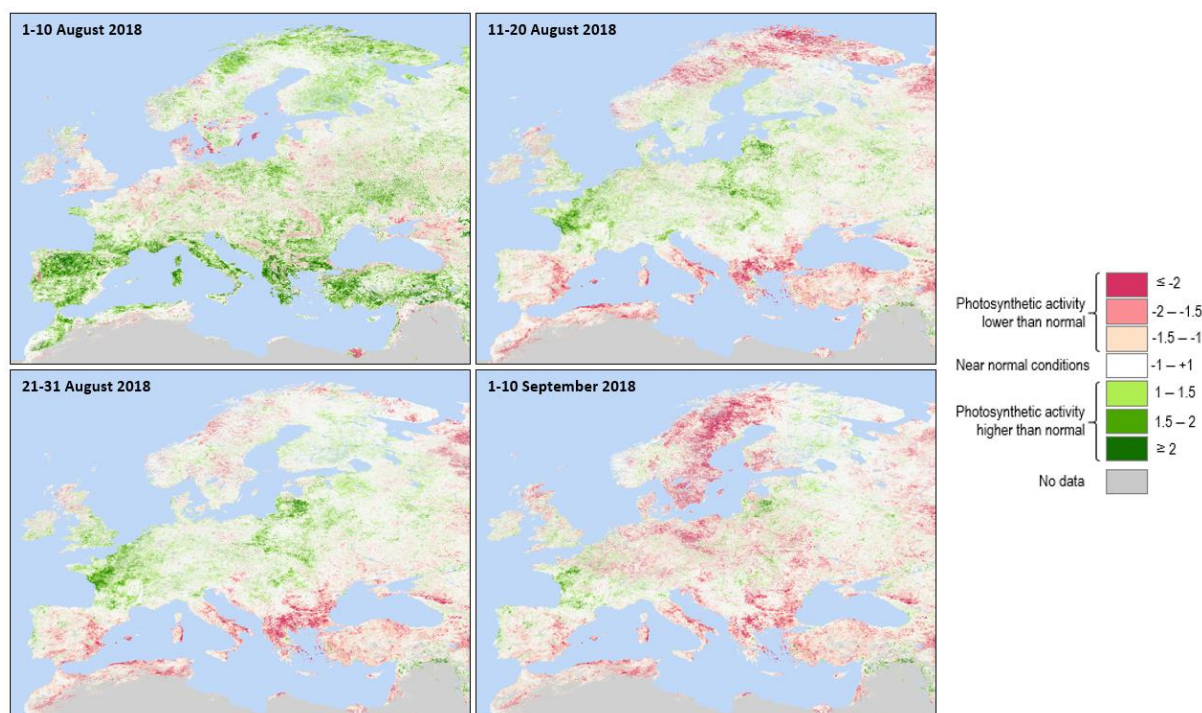 1-10 August 2018
11-20 August 2018
21-31 August 2018
1-10 September 2018
Photosynthetic activity
lower than normal
≤ -2
-2 – -1.5
-1.5 – -1
Near normal conditions
-1 – +1
Photosynthetic activity
higher than normal
1 – 1.5
1.5 – 2
≥ 2
No data